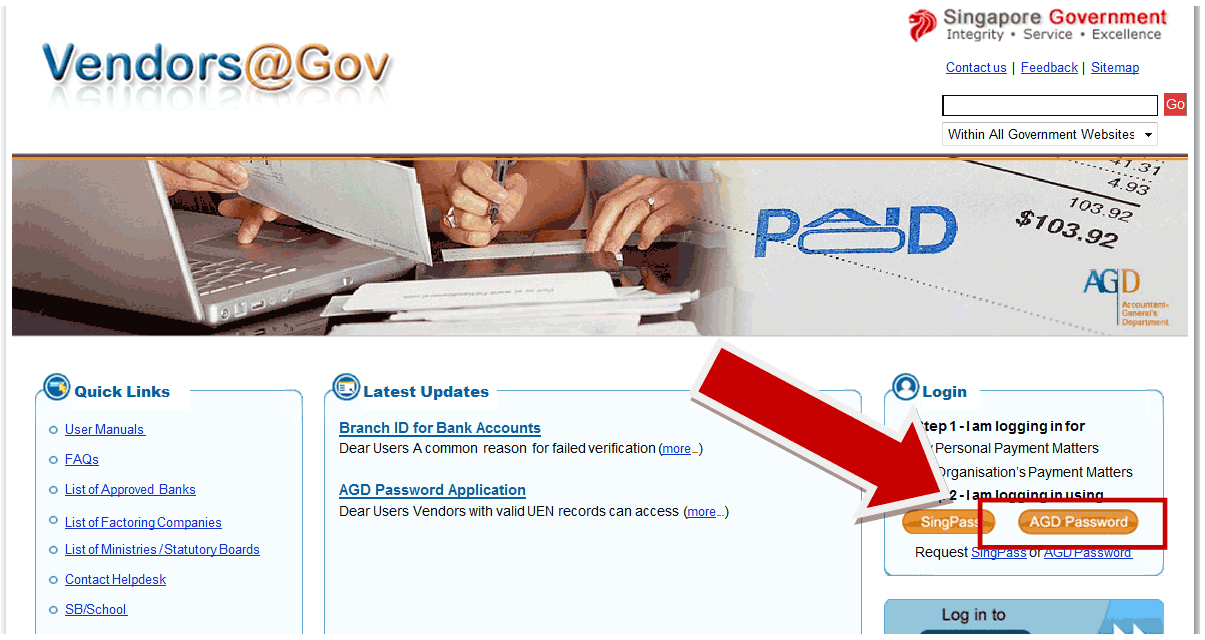 Singapore Government
Integrity • Service • Excellence
Vendors@Gov
Contact us | Feedback | Sitemap
Go
Within All Government Websites
41.31
4.93
103.92
$103.92
PAID
AGD
Accountant-
General's
Department
Quick Links
User Manuals
FAQs
List of Approved Banks
List of Factoring Companies
List of Ministries / Statutory Boards
Contact Helpdesk
SB/School
Latest Updates
Branch ID for Bank Accounts
Dear Users A common reason for failed verification (more...)
AGD Password Application
Dear Users Vendors with valid UEN records can access (more...)
Login
tep 1 - I am logging in for
Personal Payment Matters
Organisation's Payment Matters
2 - I am logging in using
SingPass
AGD Password
Request SingPass or AGD Password
Log in to